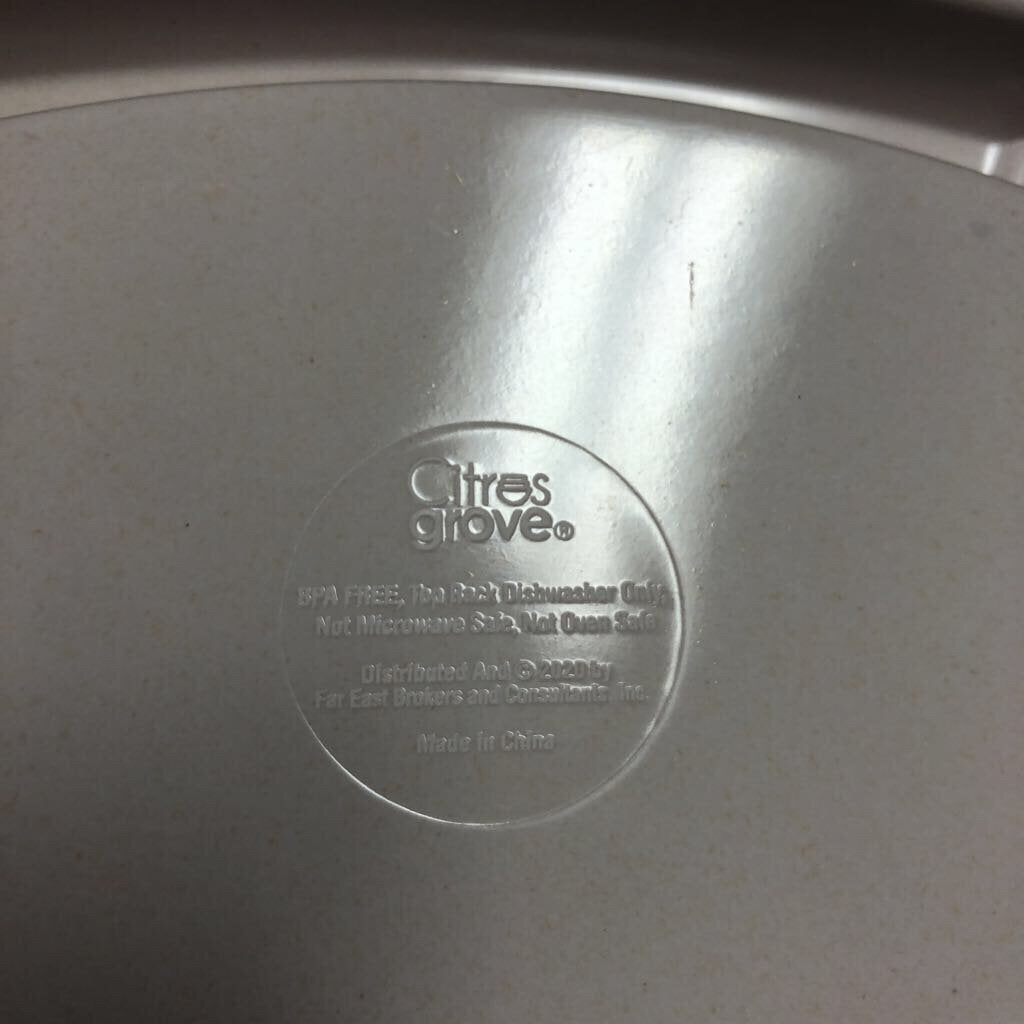 Citrus
grove®
BPA FREE, Top Rack Dishwasher Only,
Not Microwave Safe, Not Oven Safe
Distributed And © 2020 by
Far East Brokers and Consultants, Inc.
Made in China